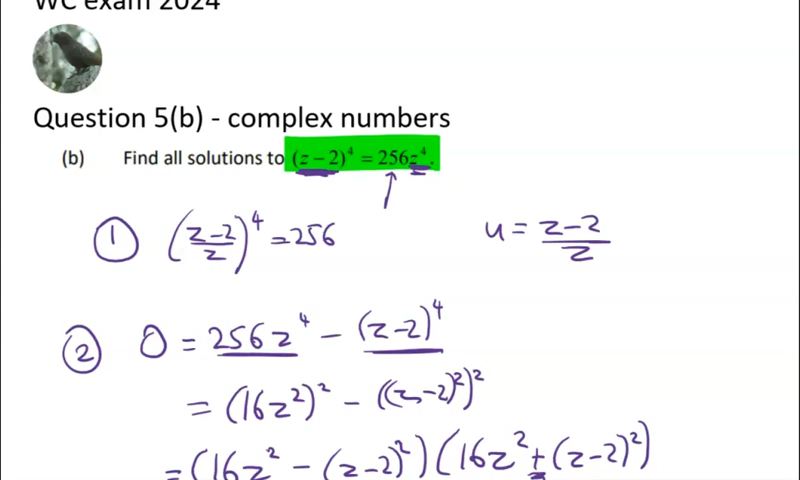 WC exam 2024
Question 5(b) - complex numbers
(b) Find all solutions to (z − 2)⁴ = 256z⁴.
① ((z−2)/z)⁴ = 256 u = (z−2)/z
② 0 = 256z⁴ − (z−2)⁴
= (16z²)² − ((z−2)²)²
= (16z² − (z−2)²)(16z² + (z−2)²)